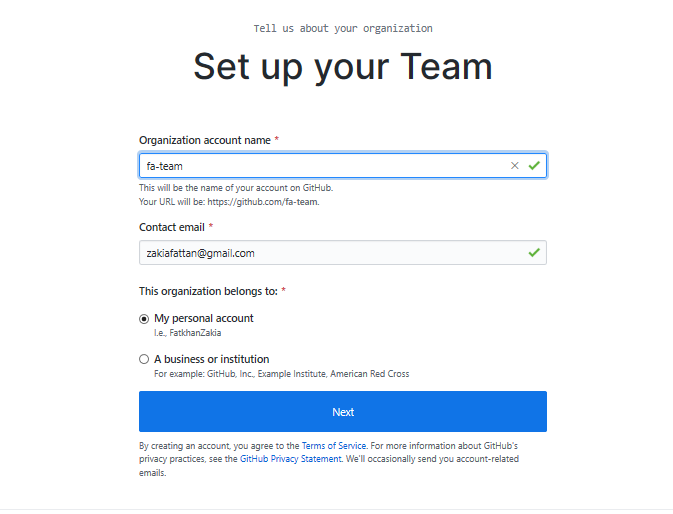 Tell us about your organization
Set up your Team
Organization account name *
fa-team
This will be the name of your account on GitHub.
Your URL will be: https://github.com/fa-team.
Contact email *
zakiafattan@gmail.com
This organization belongs to: *
My personal account
I.e., FatkhanZakia
A business or institution
For example: GitHub, Inc., Example Institute, American Red Cross
Next
By creating an account, you agree to the Terms of Service. For more information about GitHub's
privacy practices, see the GitHub Privacy Statement. We'll occasionally send you account-related
emails.